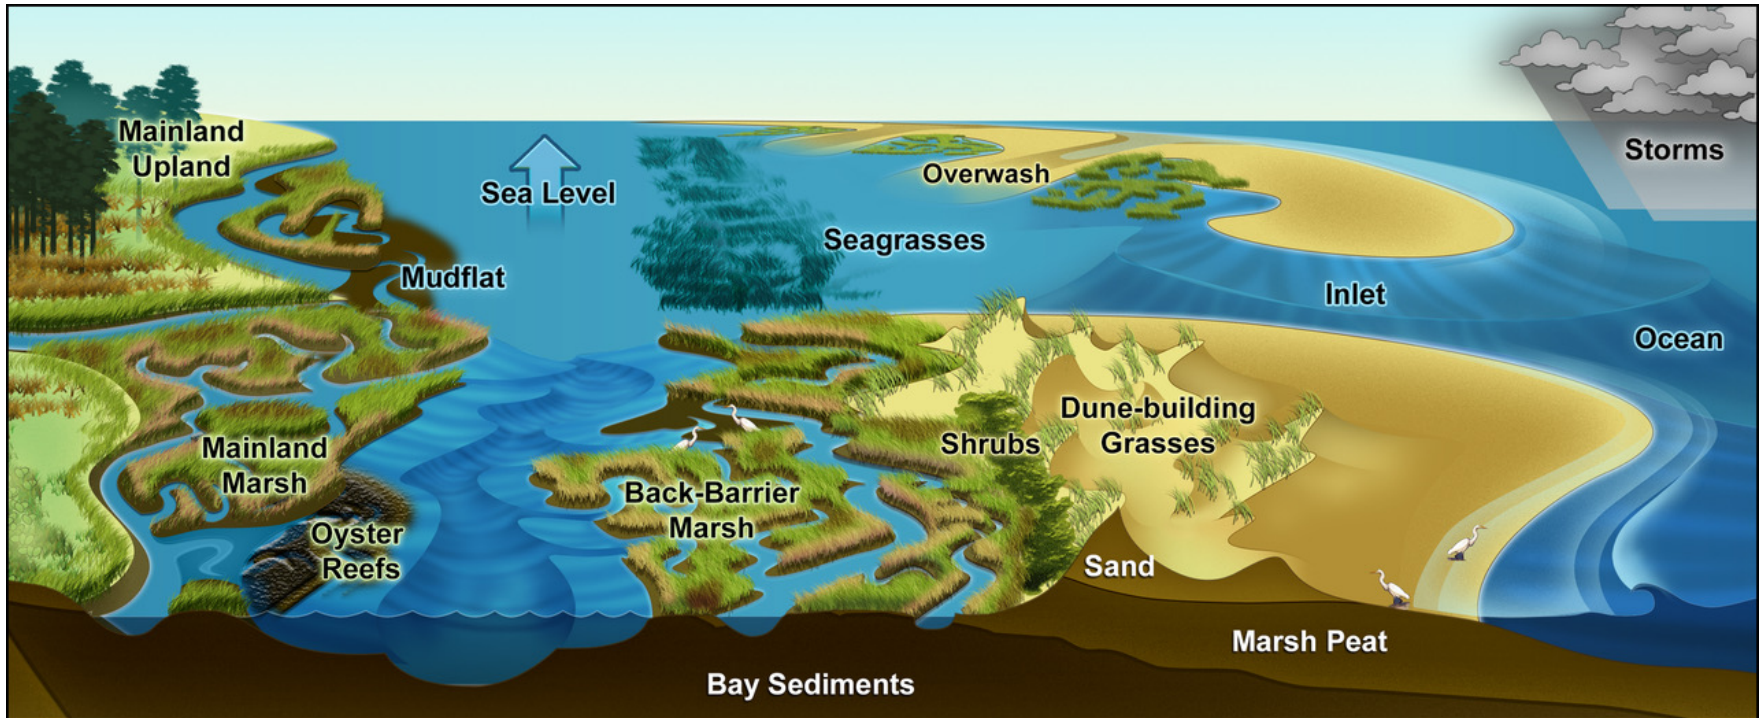 Mainland
Upland
Storms
Overwash
Sea Level
Seagrasses
Mudflat
Inlet
Ocean
Dune-building
Grasses
Shrubs
Mainland
Marsh
Back-Barrier
Marsh
Oyster
Reefs
Sand
Marsh Peat
Bay Sediments